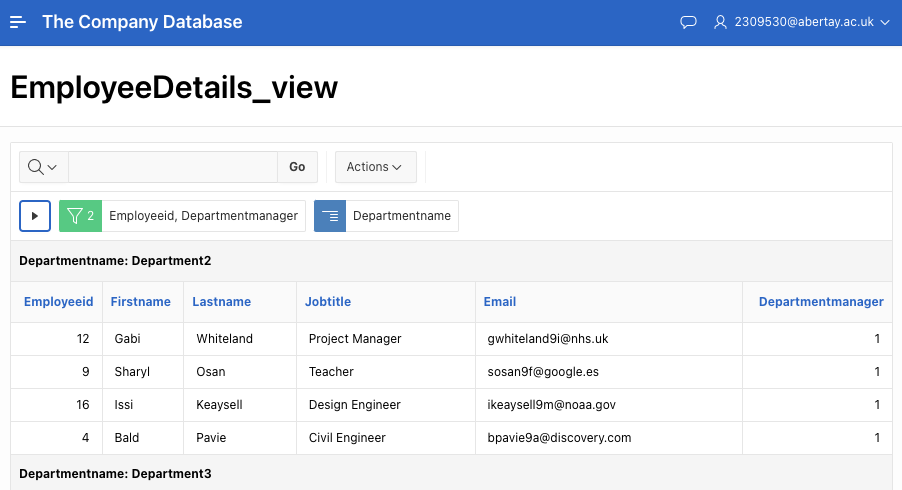 The Company Database 2309530@abertay.ac.uk
EmployeeDetails_view
Go Actions
2 Employeeid, Departmentmanager Departmentname
Departmentname: Department2
Employeeid Firstname Lastname Jobtitle Email Departmentmanager
12 Gabi Whiteland Project Manager gwhiteland9i@nhs.uk 1
9 Sharyl Osan Teacher sosan9f@google.es 1
16 Issi Keaysell Design Engineer ikeaysell9m@noaa.gov 1
4 Bald Pavie Civil Engineer bpavie9a@discovery.com 1
Departmentname: Department3